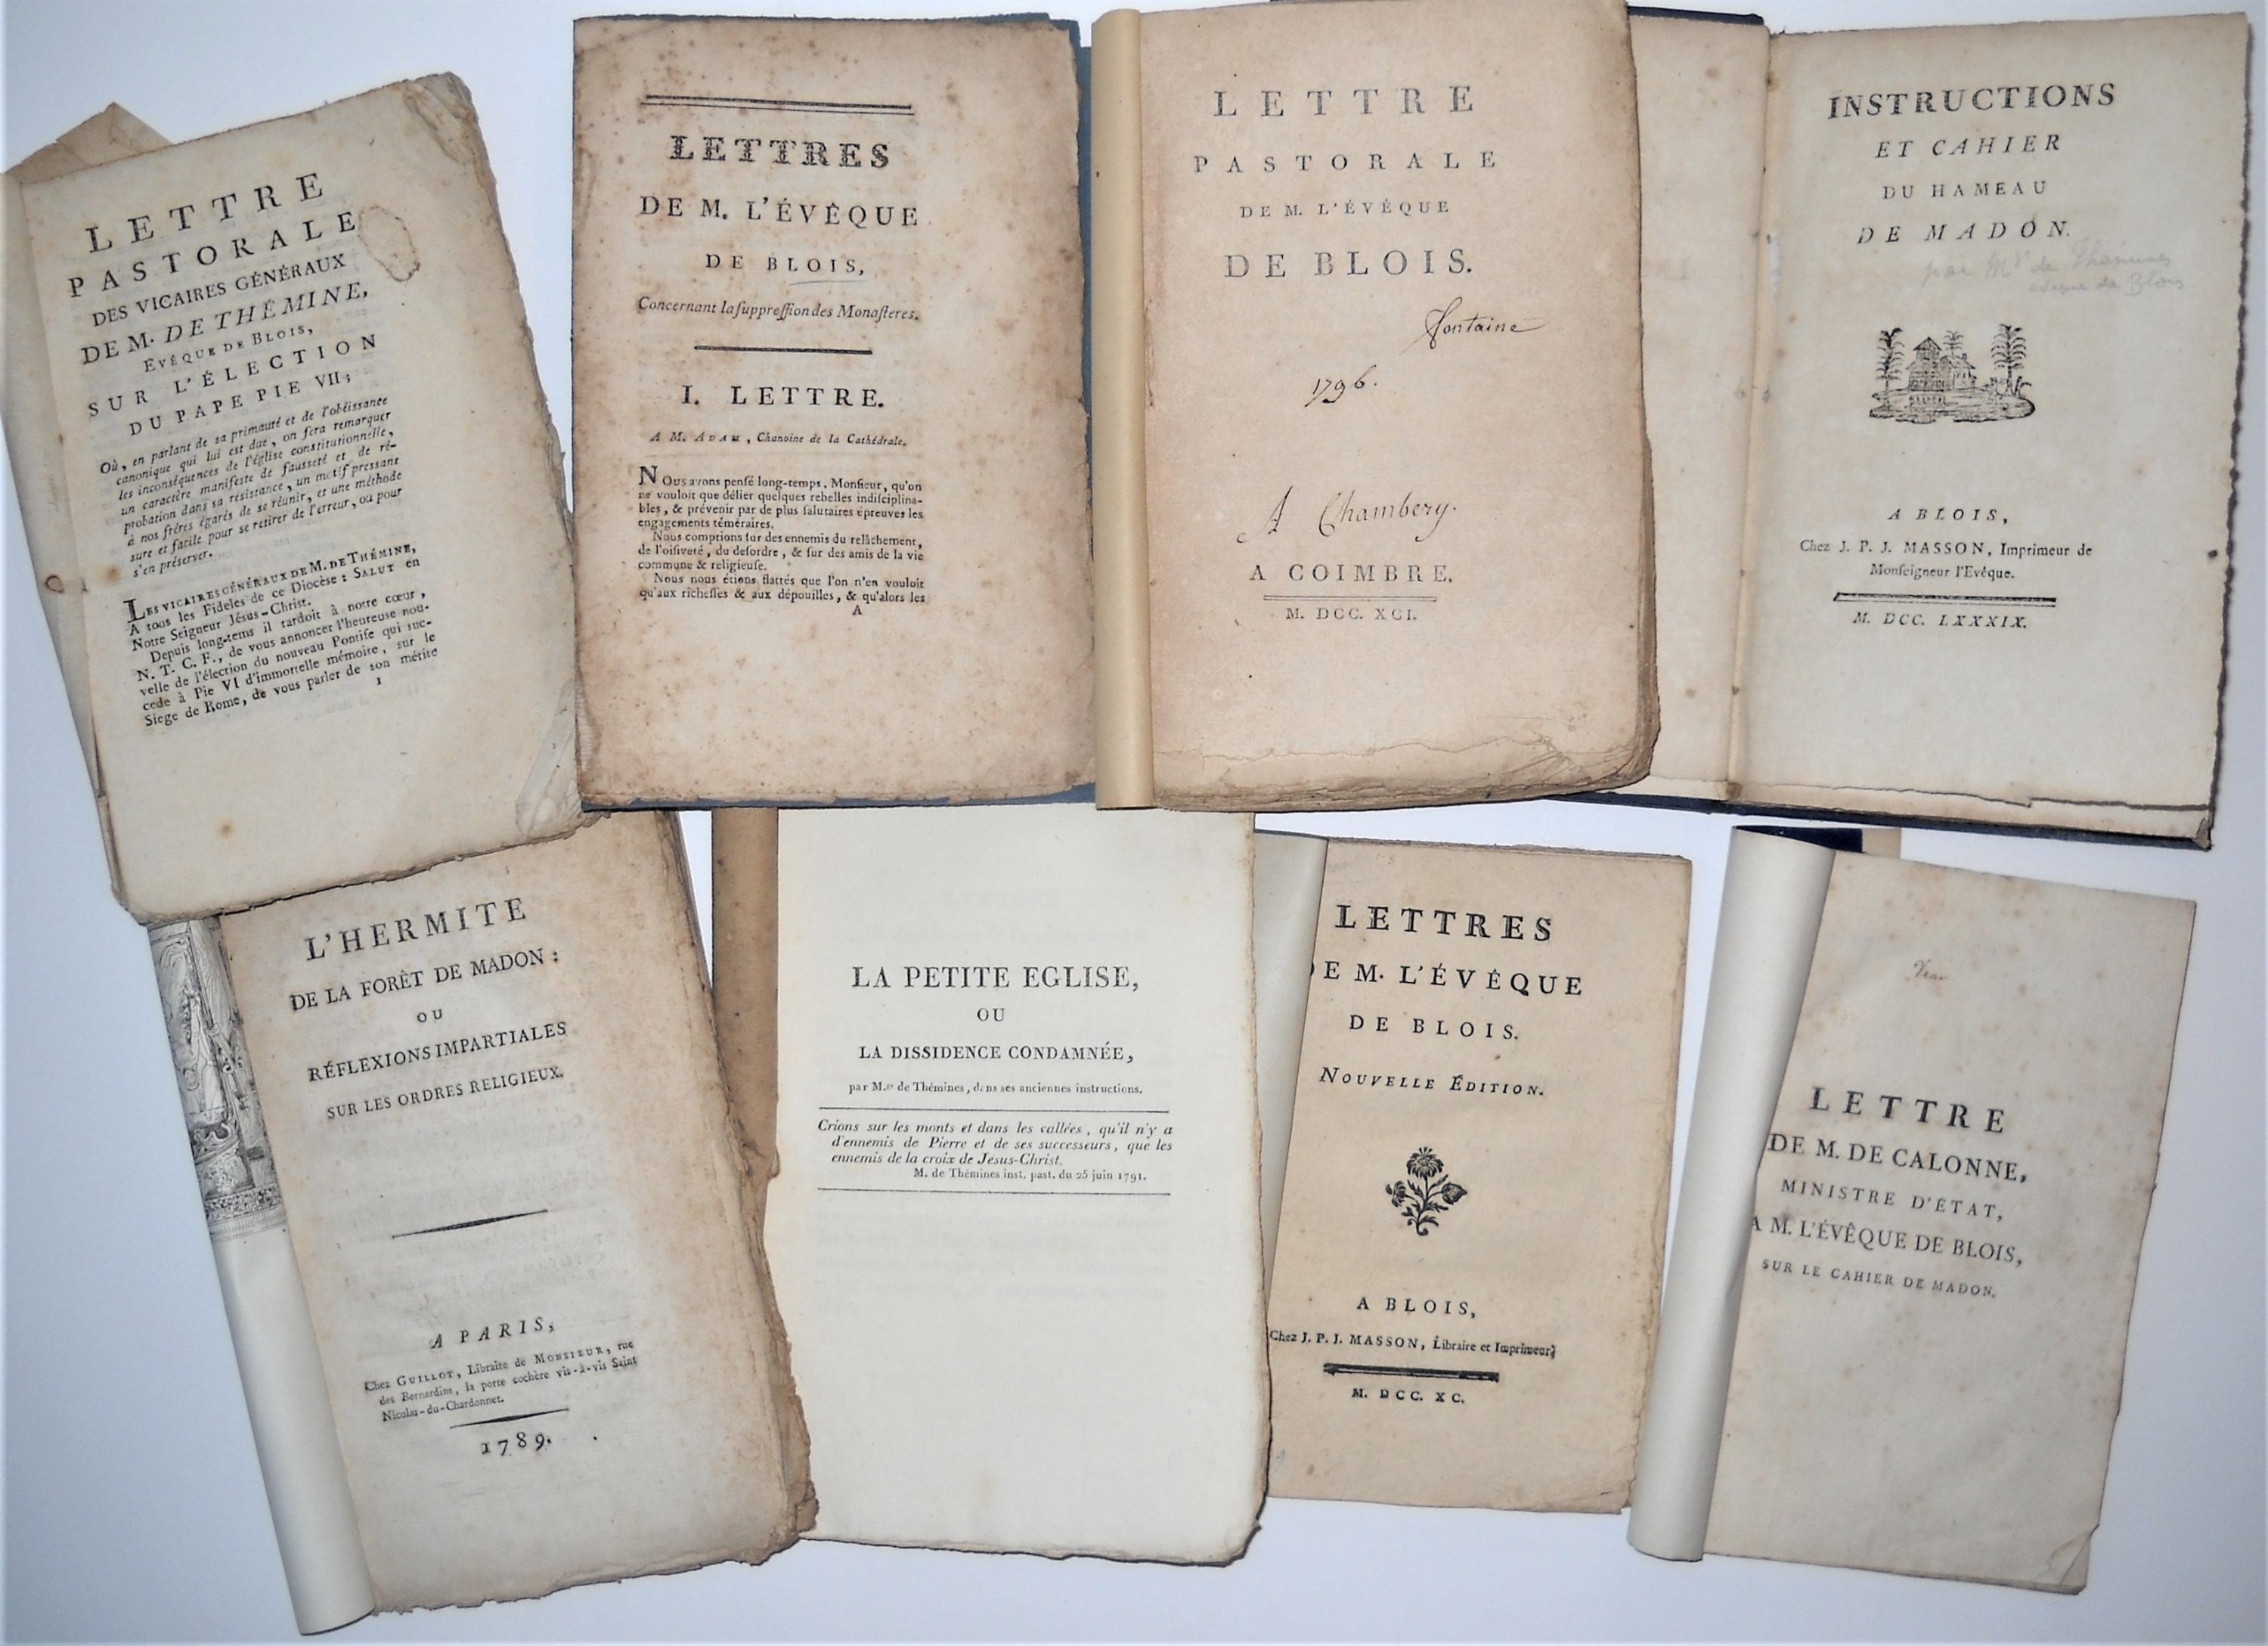 LETTRE
PASTORALE
DES VICAIRES GÉNÉRAUX
DE M. DE THÉMINE,
EVÊQUE DE BLOIS,
SUR L'ÉLECTION
DU PAPE PIE VII;
Où, en parlant de sa primauté et de l'obéissance
canonique qui lui est due, on fera remarquer
les inconséquences de l'église constitutionnelle,
un caractère manifeste de fausseté et de ré-
probation dans sa résistance, un motif pressant
à nos frères égarés de se réunir, et une méthode
sure et facile pour se retirer de l'erreur, ou pour
s'en préserver.
LES VICAIRES GÉNÉRAUX DE M. DE THÉMINE,
A tous les Fideles de ce Diocèse: SALUT en
Notre Seigneur Jésus-Christ.
Depuis long-tems il tardoit à notre cœur,
N. T. C. F., de vous annoncer l'heureuse nou-
velle de l'élection du nouveau Pontife qui suc-
cede à Pie VI d'immortelle mémoire, sur le
Siege de Rome, de vous parler de son mérite
1
LETTRES
DE M. L'ÉVÊQUE
DE BLOIS,
Concernant la suppression des Monasteres.
I. LETTRE.
A M. ADAM, Chanoine de la Cathédrale.
NOUS avons pensé long-temps, Monsieur, qu'on
ne vouloit que délier quelques rebelles indisciplina-
bles, & prévenir par de plus salutaires épreuves les
engagements téméraires.
Nous comptions sur des ennemis du relâchement,
de l'oisiveté, du desordre, & sur des amis de la vie
commune & religieuse.
Nous nous étions flattés que l'on n'en vouloit
qu'aux richesses & aux dépouilles, & qu'alors les
A
LETTRE
PASTORALE
DE M. L'ÉVÊQUE
DE BLOIS.
Fontaine
1796.
A Chambery.
A COIMBRE.
M. DCC. XCI.
INSTRUCTIONS
ET CAHIER
DU HAMEAU
DE MADON.
par Mgr de Thémines
évêque de Blois
A BLOIS,
Chez J. P. J. MASSON, Imprimeur de
Monseigneur l'Evêque.
M. DCC. LXXXIX.
L'HERMITE
DE LA FORÊT DE MADON:
OU
RÉFLEXIONS IMPARTIALES
SUR LES ORDRES RELIGIEUX.
A PARIS,
Chez GUILLOT, Libraire de MONSIEUR, rue
des Bernardins, la porte cochère vis-à-vis Saint
Nicolas-du-Chardonnet.
1789.
LA PETITE EGLISE,
OU
LA DISSIDENCE CONDAMNÉE,
par M.gr de Thémines, dans ses anciennes instructions.
Crions sur les monts et dans les vallées, qu'il n'y a
d'ennemis de Pierre et de ses successeurs, que les
ennemis de la croix de Jesus-Christ.
M. de Thémines inst. past. du 25 juin 1791.
LETTRES
DE M. L'ÉVÊQUE
DE BLOIS.
NOUVELLE ÉDITION.
A BLOIS,
Chez J. P. J. MASSON, Libraire et Imprimeur,
M. DCC. XC.
LETTRE
DE M. DE CALONNE,
MINISTRE D'ÉTAT,
A M. L'ÉVÊQUE DE BLOIS,
SUR LE CAHIER DE MADON.